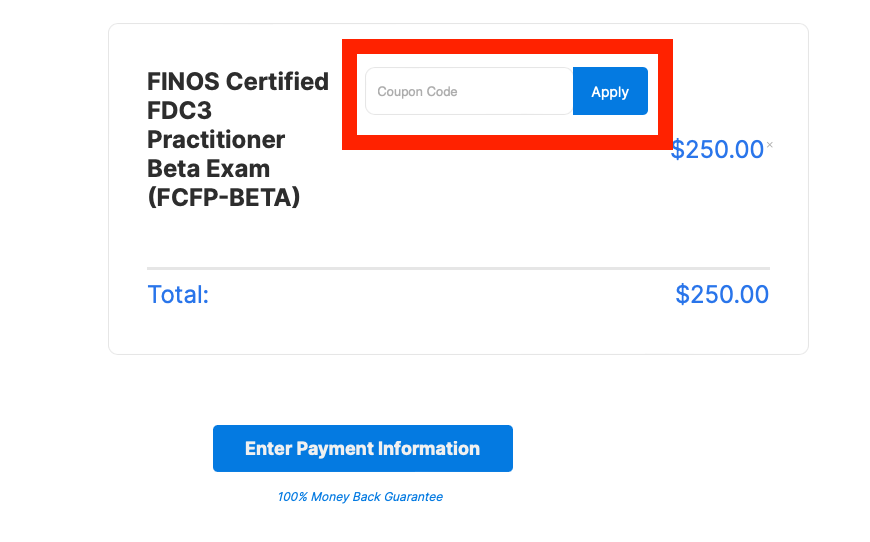 FINOS Certified
FDC3
Practitioner
Beta Exam
(FCFP-BETA)
Coupon Code
Apply
$250.00×
Total:
$250.00
Enter Payment Information
100% Money Back Guarantee